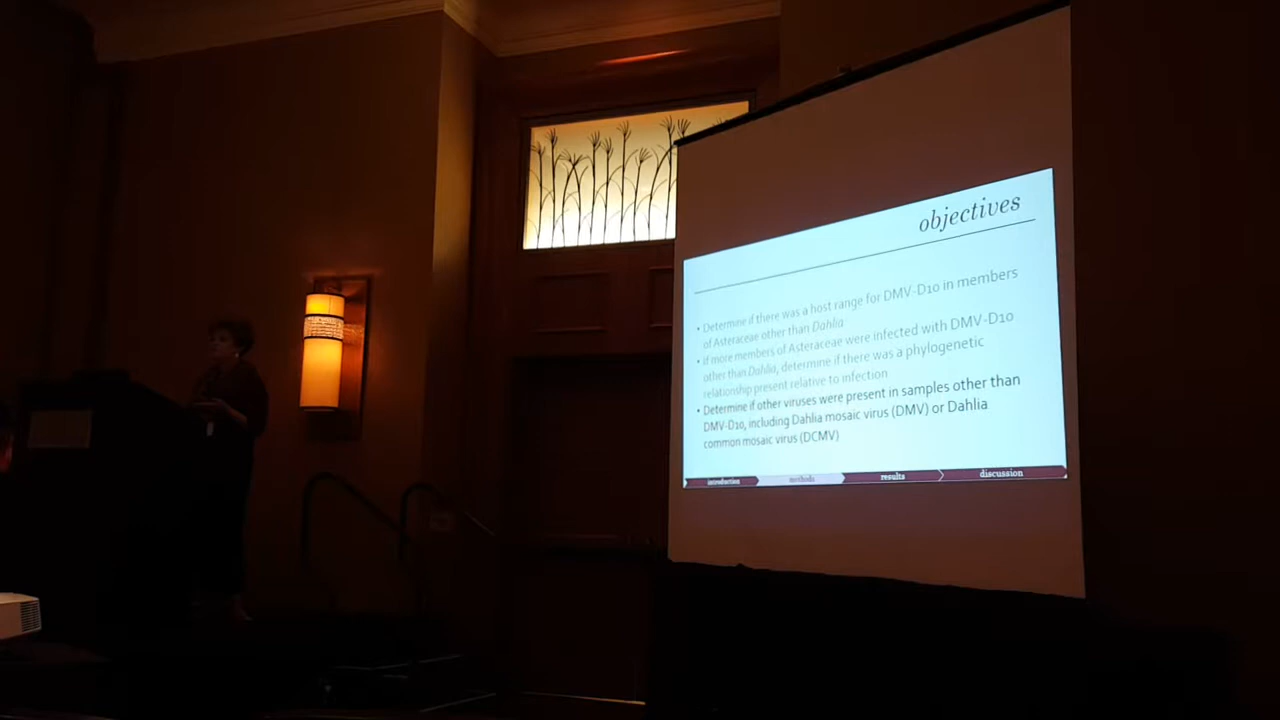 objectives
• Determine if there was a host range for DMV-D10 in members
of Asteraceae other than Dahlia
• If more members of Asteraceae were infected with DMV-D10
other than Dahlia, determine if there was a phylogenetic
relationship present relative to infection
• Determine if other viruses were present in samples other than
DMV-D10, including Dahlia mosaic virus (DMV) or Dahlia
common mosaic virus (DCMV)
introduction methods results discussion